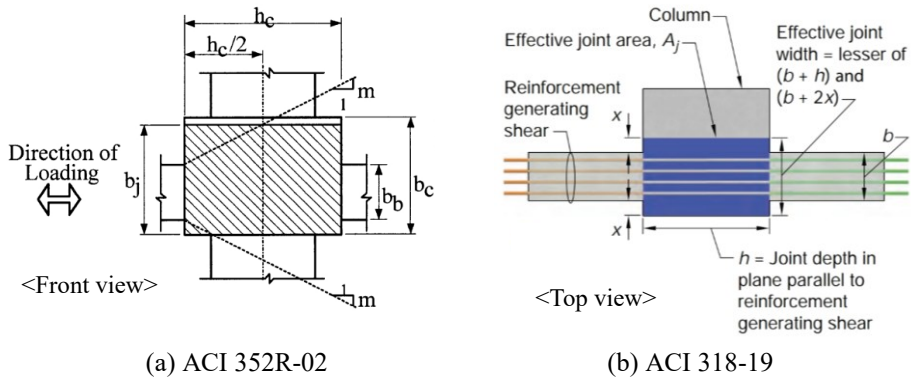 h_c
h_c/2
m
1
Direction of
Loading
b_j
b_b
b_c
<Front view>
1
m
(a) ACI 352R-02
Column
Effective joint area, A_j
Effective joint
width = lesser of
(b + h) and
(b + 2x)
Reinforcement
generating
shear
x
b
x
<Top view>
h = Joint depth in
plane parallel to
reinforcement
generating shear
(b) ACI 318-19